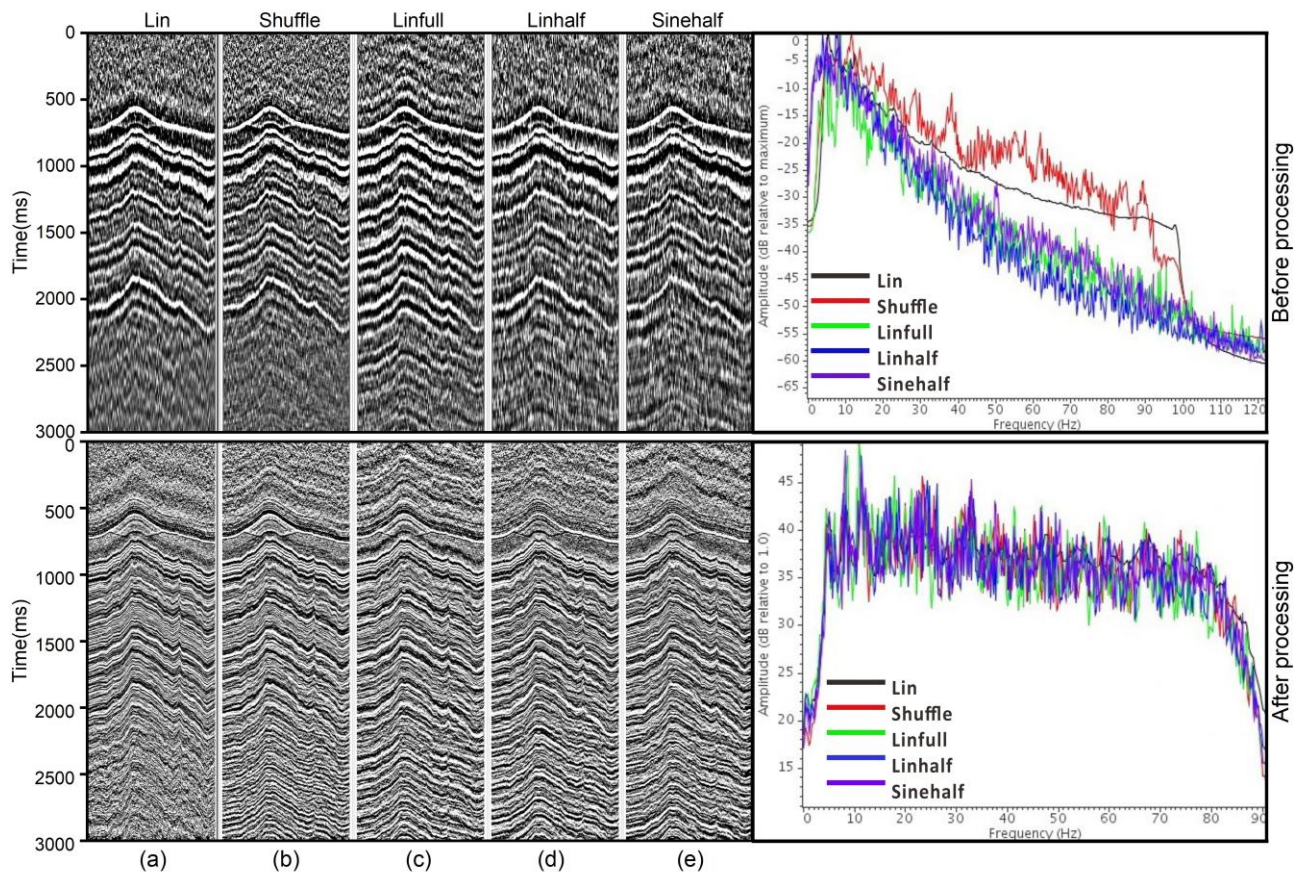 Lin Shuffle Linfull Linhalf Sinehalf
Time(ms)
0
500
1000
1500
2000
2500
3000
Amplitude (dB relative to maximum)
0
-5
-10
-15
-20
-25
-30
-35
-40
-45
-50
-55
-60
-65
Lin
Shuffle
Linfull
Linhalf
Sinehalf
0 10 20 30 40 50 60 70 80 90 100 110 120
Frequency (Hz)
Before processing
Time(ms)
0
500
1000
1500
2000
2500
3000
(a) (b) (c) (d) (e)
Amplitude (dB relative to 1.0)
45
40
35
30
25
20
15
Lin
Shuffle
Linfull
Linhalf
Sinehalf
0 10 20 30 40 50 60 70 80 90
Frequency (Hz)
After processing